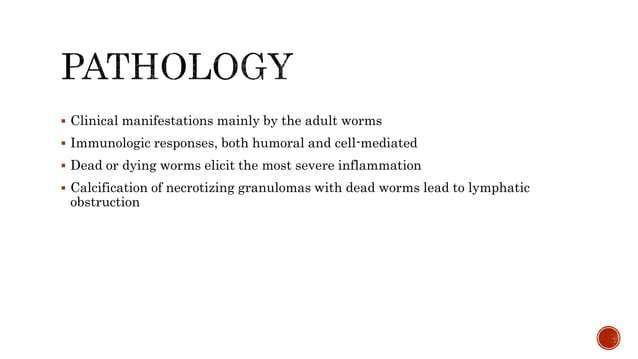 PATHOLOGY
▪ Clinical manifestations mainly by the adult worms
▪ Immunologic responses, both humoral and cell-mediated
▪ Dead or dying worms elicit the most severe inflammation
▪ Calcification of necrotizing granulomas with dead worms lead to lymphatic
obstruction